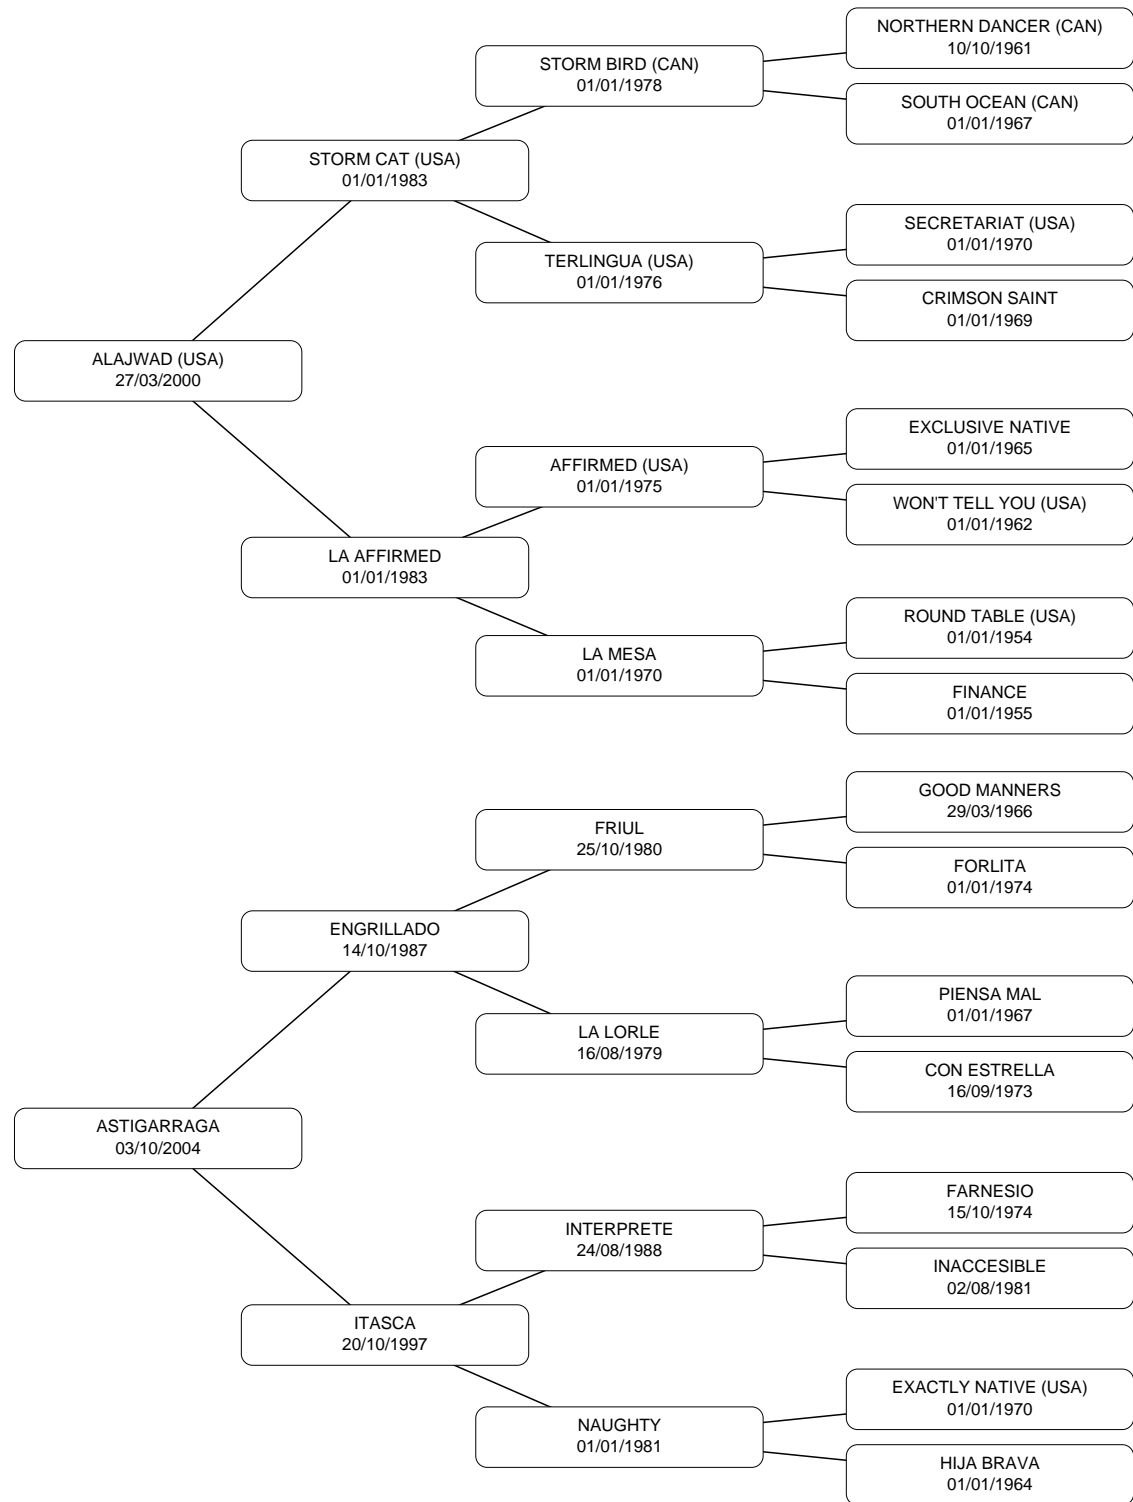 NORTHERN DANCER (CAN)
10/10/1961
STORM BIRD (CAN)
01/01/1978
SOUTH OCEAN (CAN)
01/01/1967
STORM CAT (USA)
01/01/1983
SECRETARIAT (USA)
01/01/1970
TERLINGUA (USA)
01/01/1976
CRIMSON SAINT
01/01/1969
ALAJWAD (USA)
27/03/2000
EXCLUSIVE NATIVE
01/01/1965
AFFIRMED (USA)
01/01/1975
WON'T TELL YOU (USA)
01/01/1962
LA AFFIRMED
01/01/1983
ROUND TABLE (USA)
01/01/1954
LA MESA
01/01/1970
FINANCE
01/01/1955
GOOD MANNERS
29/03/1966
FRIUL
25/10/1980
FORLITA
01/01/1974
ENGRILLADO
14/10/1987
PIENSA MAL
01/01/1967
LA LORLE
16/08/1979
CON ESTRELLA
16/09/1973
ASTIGARRAGA
03/10/2004
FARNESIO
15/10/1974
INTERPRETE
24/08/1988
INACCESIBLE
02/08/1981
ITASCA
20/10/1997
EXACTLY NATIVE (USA)
01/01/1970
NAUGHTY
01/01/1981
HIJA BRAVA
01/01/1964